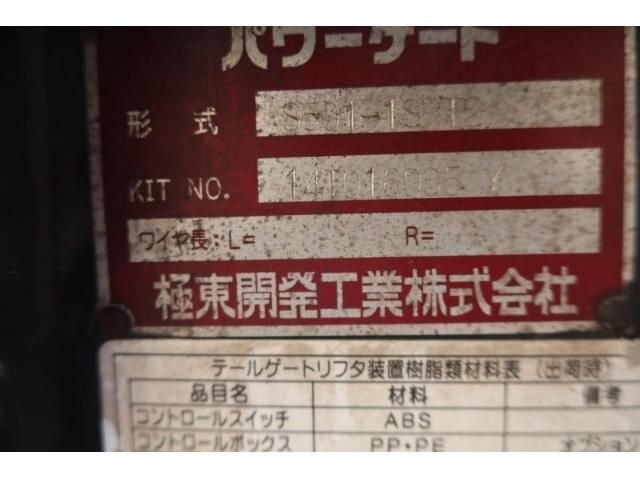 パワーゲート
形 式
KIT NO.
ワイヤ長:L= R=
極東開発工業株式会社
テールゲートリフタ装置樹脂類材料表(出荷時)
品目名 材料 備考
コントロールスイッチ ABS
コントロールボックス PP・PE オプション